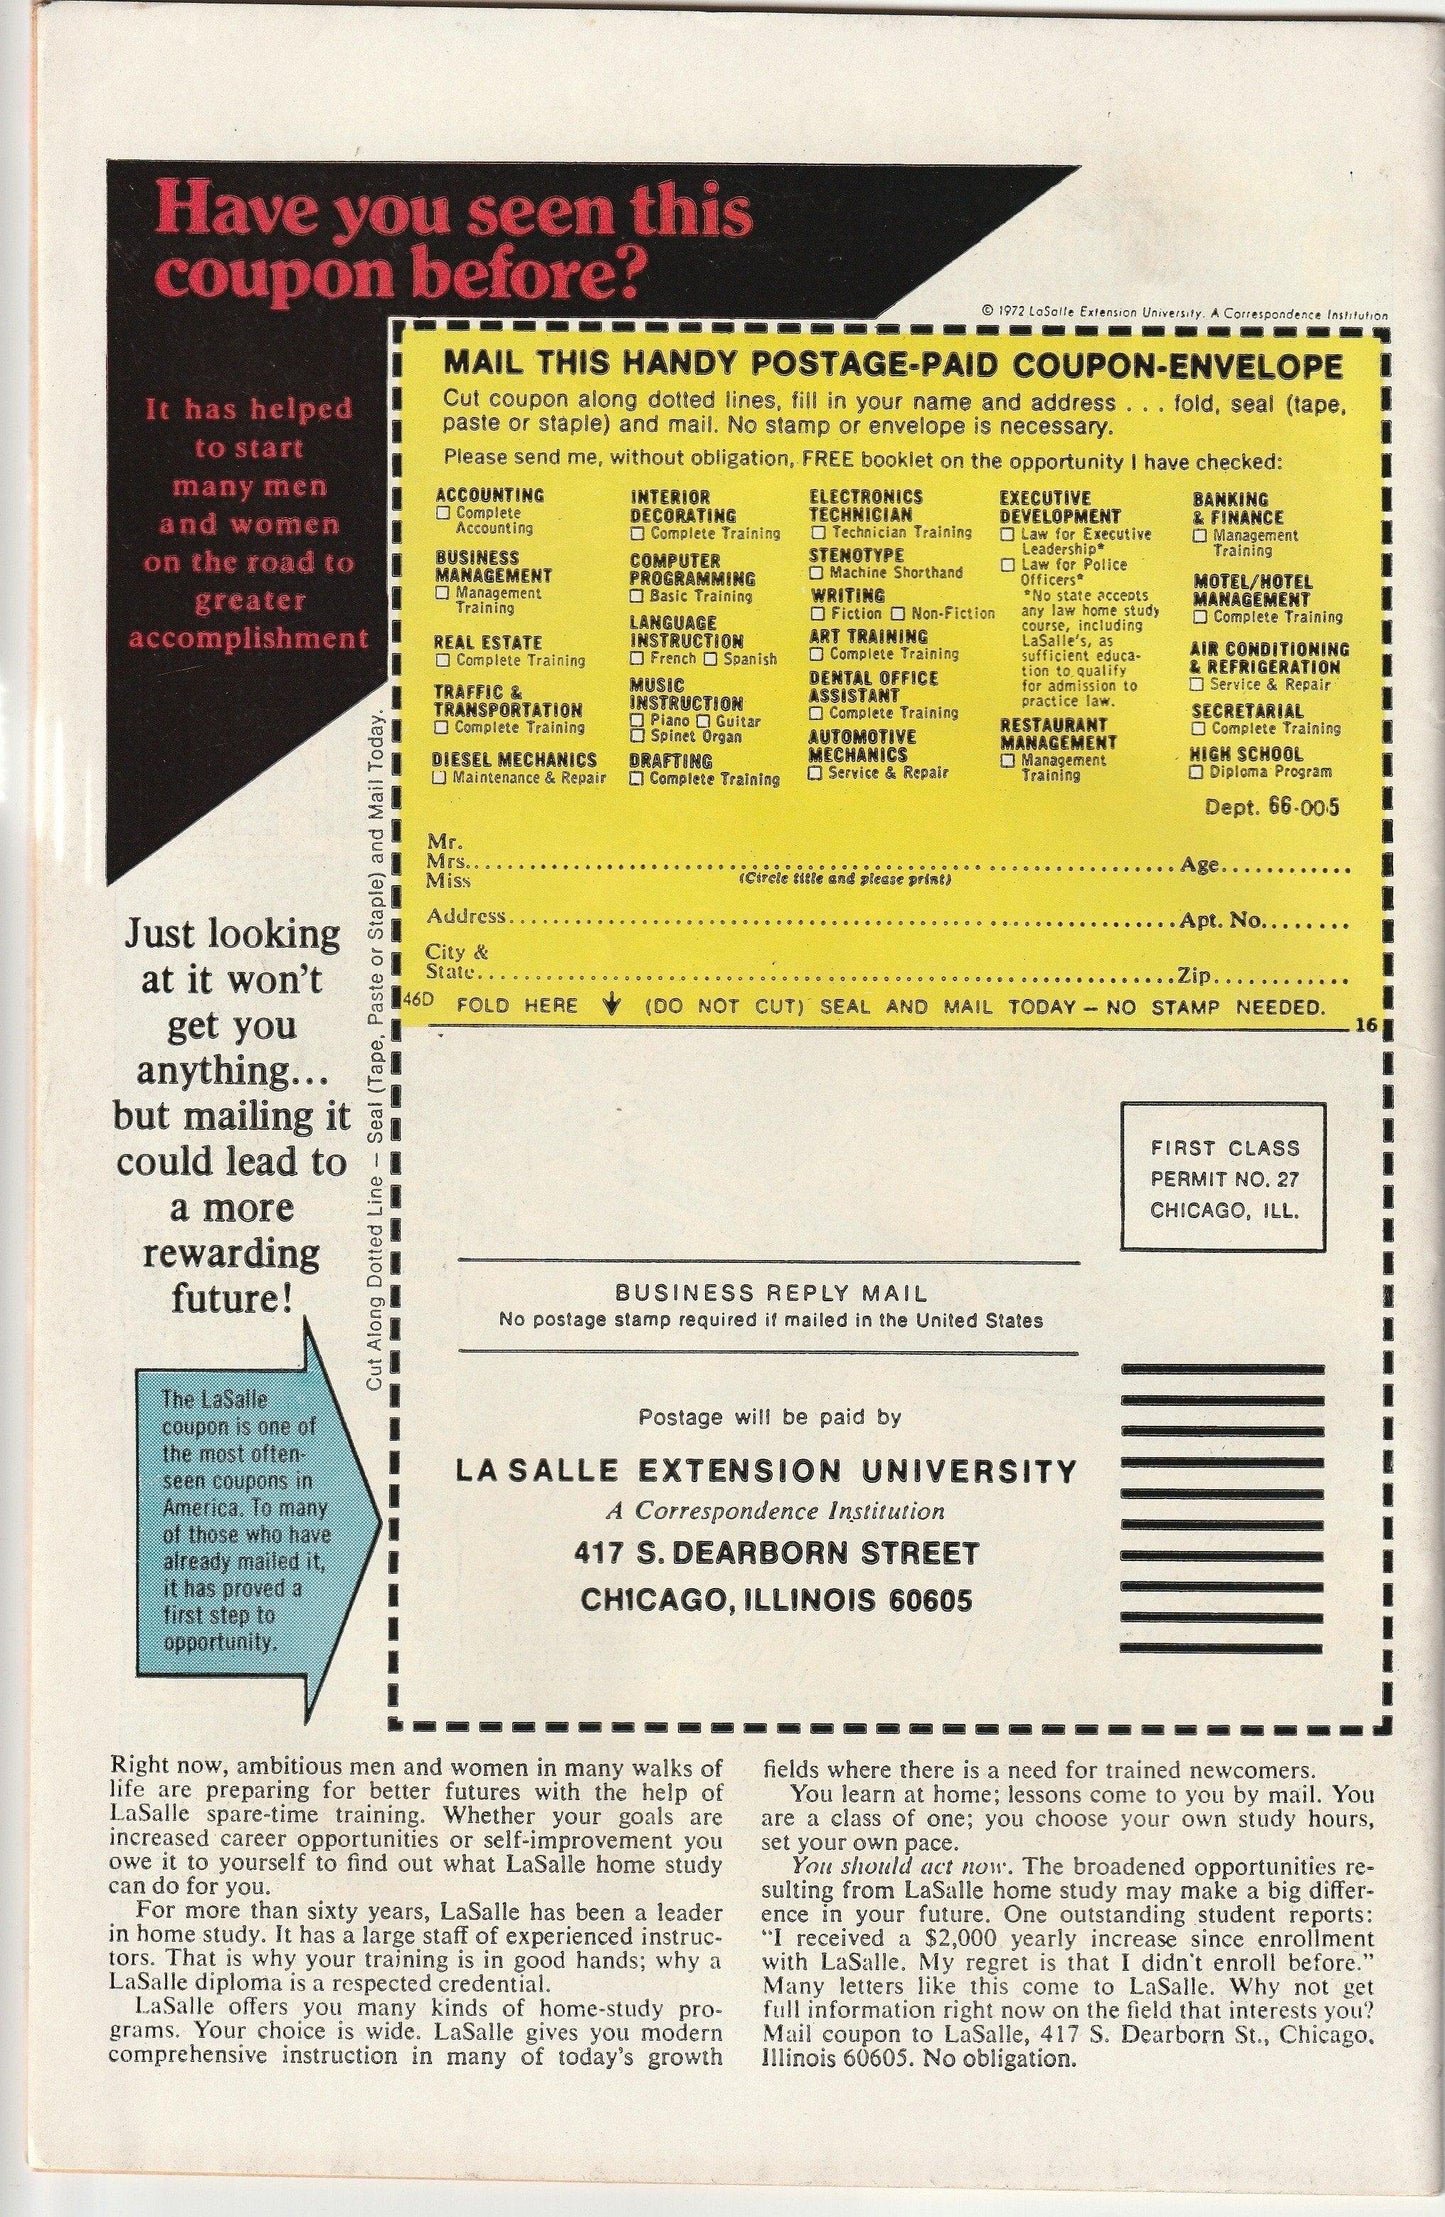 Have you seen this
coupon before?
© 1972 LaSalle Extension University. A Correspondence Institution
It has helped
to start
many men
and women
on the road to
greater
accomplishment
MAIL THIS HANDY POSTAGE-PAID COUPON-ENVELOPE
Cut coupon along dotted lines, fill in your name and address . . . fold, seal (tape,
paste or staple) and mail. No stamp or envelope is necessary.
Please send me, without obligation, FREE booklet on the opportunity I have checked:
ACCOUNTING
☐ Complete
Accounting
BUSINESS
MANAGEMENT
☐ Management
Training
REAL ESTATE
☐ Complete Training
TRAFFIC &
TRANSPORTATION
☐ Complete Training
DIESEL MECHANICS
☐ Maintenance & Repair
INTERIOR
DECORATING
☐ Complete Training
COMPUTER
PROGRAMMING
☐ Basic Training
LANGUAGE
INSTRUCTION
☐ French ☐ Spanish
MUSIC
INSTRUCTION
☐ Piano ☐ Guitar
☐ Spinet Organ
DRAFTING
☐ Complete Training
ELECTRONICS
TECHNICIAN
☐ Technician Training
STENOTYPE
☐ Machine Shorthand
WRITING
☐ Fiction ☐ Non-Fiction
ART TRAINING
☐ Complete Training
DENTAL OFFICE
ASSISTANT
☐ Complete Training
AUTOMOTIVE
MECHANICS
☐ Service & Repair
EXECUTIVE
DEVELOPMENT
☐ Law for Executive
Leadership*
☐ Law for Police
Officers*
*No state accepts
any law home study
course, including
LaSalle's, as
sufficient educa-
tion to qualify
for admission to
practice law.
RESTAURANT
MANAGEMENT
☐ Management
Training
BANKING
& FINANCE
☐ Management
Training
MOTEL/HOTEL
MANAGEMENT
☐ Complete Training
AIR CONDITIONING
& REFRIGERATION
☐ Service & Repair
SECRETARIAL
☐ Complete Training
HIGH SCHOOL
☐ Diploma Program
Dept. 66-005
Mr.
Mrs. Age
Miss (Circle title and please print)
Address Apt. No.
City &
State Zip
46D FOLD HERE (DO NOT CUT) SEAL AND MAIL TODAY – NO STAMP NEEDED.
16
Cut Along Dotted Line – Seal (Tape, Paste or Staple) and Mail Today.
Just looking
at it won't
get you
anything...
but mailing it
could lead to
a more
rewarding
future!
The LaSalle
coupon is one of
the most often-
seen coupons in
America. To many
of those who have
already mailed it,
it has proved a
first step to
opportunity.
FIRST CLASS
PERMIT NO. 27
CHICAGO, ILL.
BUSINESS REPLY MAIL
No postage stamp required if mailed in the United States
Postage will be paid by
LA SALLE EXTENSION UNIVERSITY
A Correspondence Institution
417 S. DEARBORN STREET
CHICAGO, ILLINOIS 60605
Right now, ambitious men and women in many walks of
life are preparing for better futures with the help of
LaSalle spare-time training. Whether your goals are
increased career opportunities or self-improvement you
owe it to yourself to find out what LaSalle home study
can do for you.
For more than sixty years, LaSalle has been a leader
in home study. It has a large staff of experienced instruc-
tors. That is why your training is in good hands; why a
LaSalle diploma is a respected credential.
LaSalle offers you many kinds of home-study pro-
grams. Your choice is wide. LaSalle gives you modern
comprehensive instruction in many of today's growth
fields where there is a need for trained newcomers.
You learn at home; lessons come to you by mail. You
are a class of one; you choose your own study hours,
set your own pace.
You should act now. The broadened opportunities re-
sulting from LaSalle home study may make a big differ-
ence in your future. One outstanding student reports:
"I received a $2,000 yearly increase since enrollment
with LaSalle. My regret is that I didn't enroll before."
Many letters like this come to LaSalle. Why not get
full information right now on the field that interests you?
Mail coupon to LaSalle, 417 S. Dearborn St., Chicago,
Illinois 60605. No obligation.